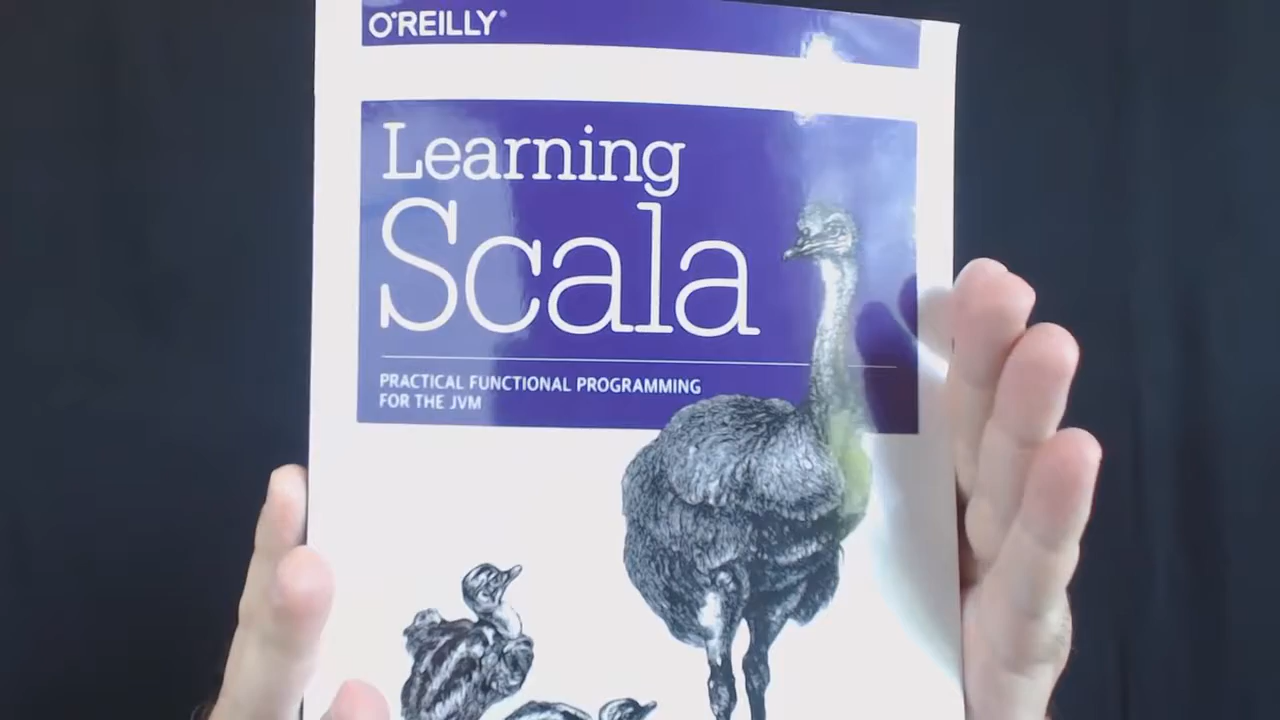 O'REILLY®
Learning
Scala
PRACTICAL FUNCTIONAL PROGRAMMING
FOR THE JVM